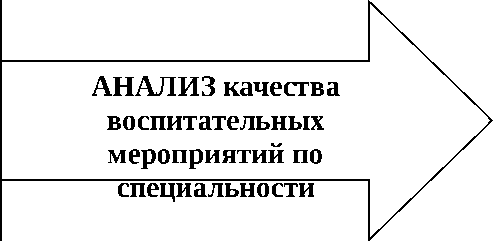 АНАЛИЗ качества
воспитательных
мероприятий по
специальности